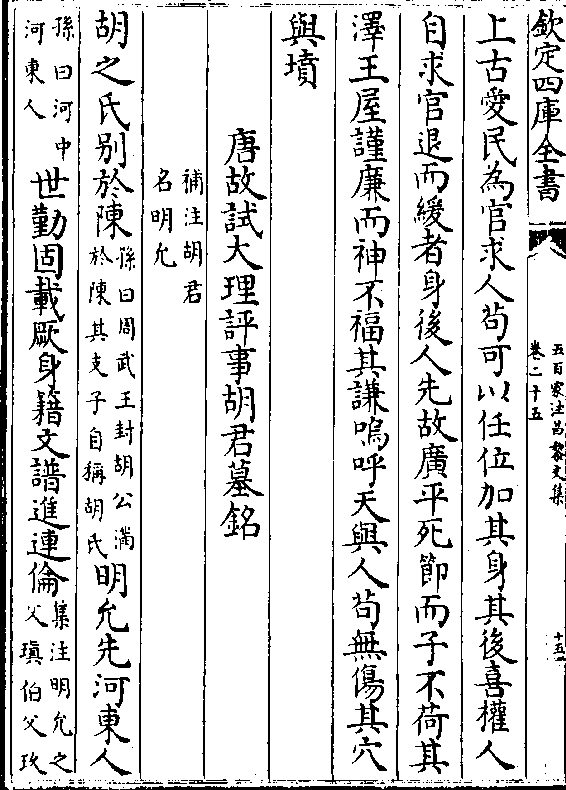 欽定四庫全書
五百家注昌黎文集
卷二十五
十五
上古愛民為官求人苟可以任位加其身其後喜權人
自求官退而緩者身後人先故廣平死節而子不荷其
澤王屋謹廉而神不福其謙嗚呼天與人苟無傷其穴
與墳
唐故試大理評事胡君墓銘
補注胡君
名明允
胡之氏别於陳孫曰周武王封胡公滿
於陳其支子自稱胡氏明允先河東人
孫曰河中
河東人世勤固載厥身籍文譜進連倫集注明允之
父瑱伯父玫